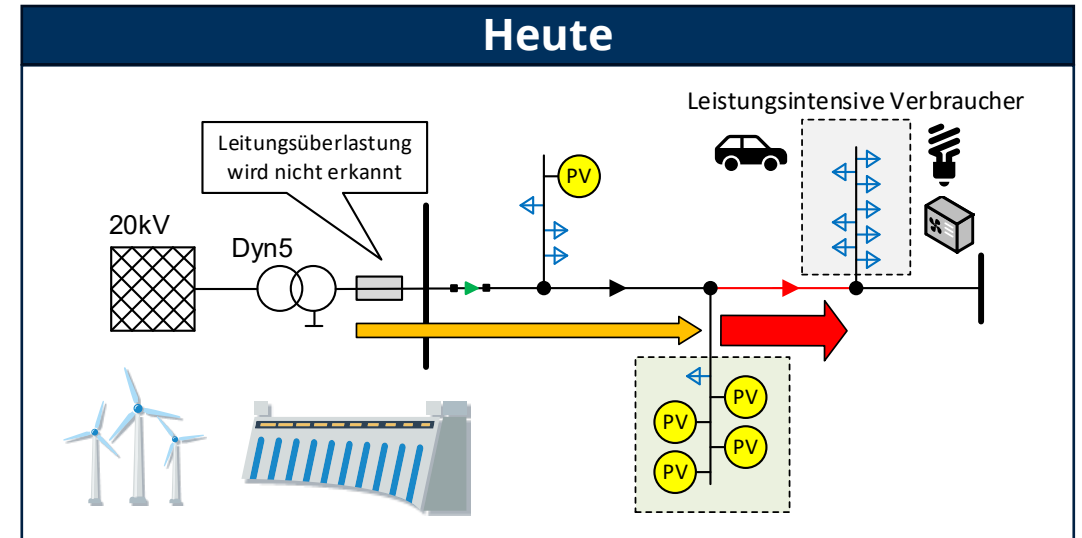 Heute
Leistungsintensive Verbraucher
Leitungsüberlastung
wird nicht erkannt
PV
20kV
Dyn5
PV
PV
PV
PV